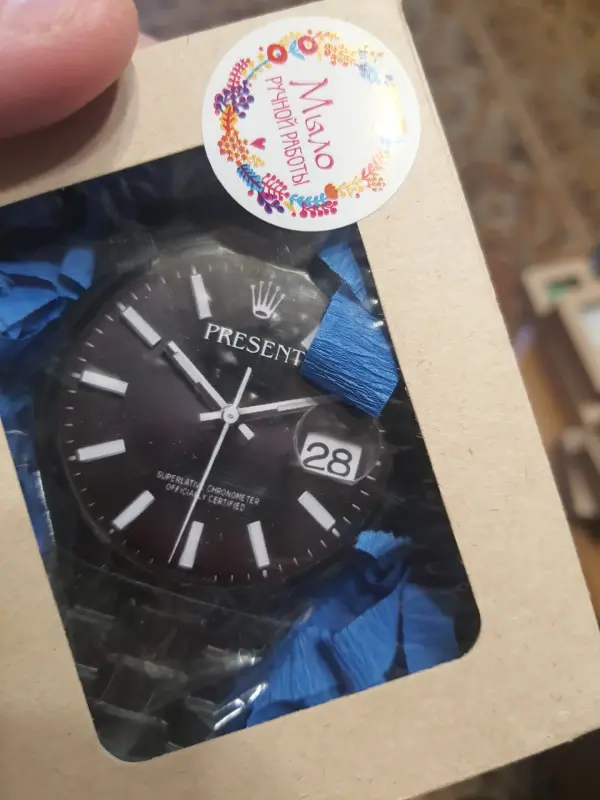 Мыло
РУЧНОЙ РАБОТЫ
PRESENT
28
SUPERLATIVE CHRONOMETER
OFFICIALLY CERTIFIED